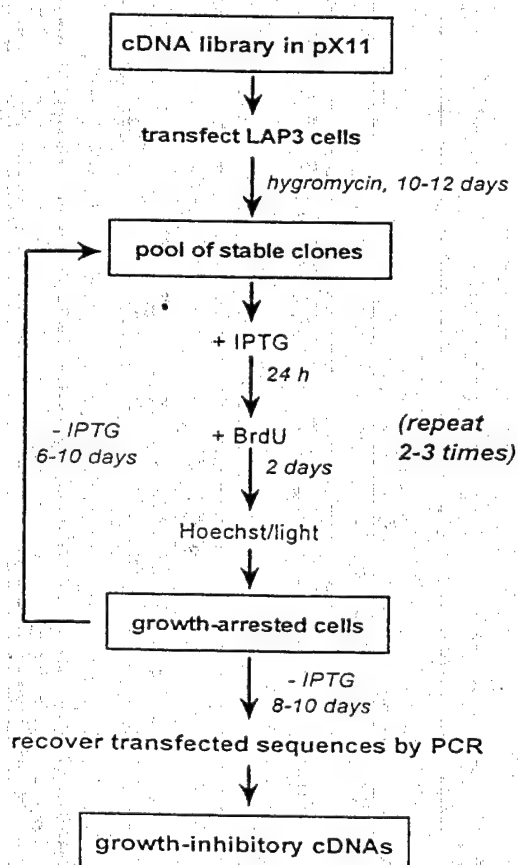 cDNA library in pX11
transfect LAP3 cells
hygromycin, 10-12 days
pool of stable clones
+ IPTG
24 h
- IPTG
6-10 days
+ BrdU
2 days
(repeat
2-3 times)
Hoechst/light
growth-arrested cells
- IPTG
8-10 days
recover transfected sequences by PCR
growth-inhibitory cDNAs